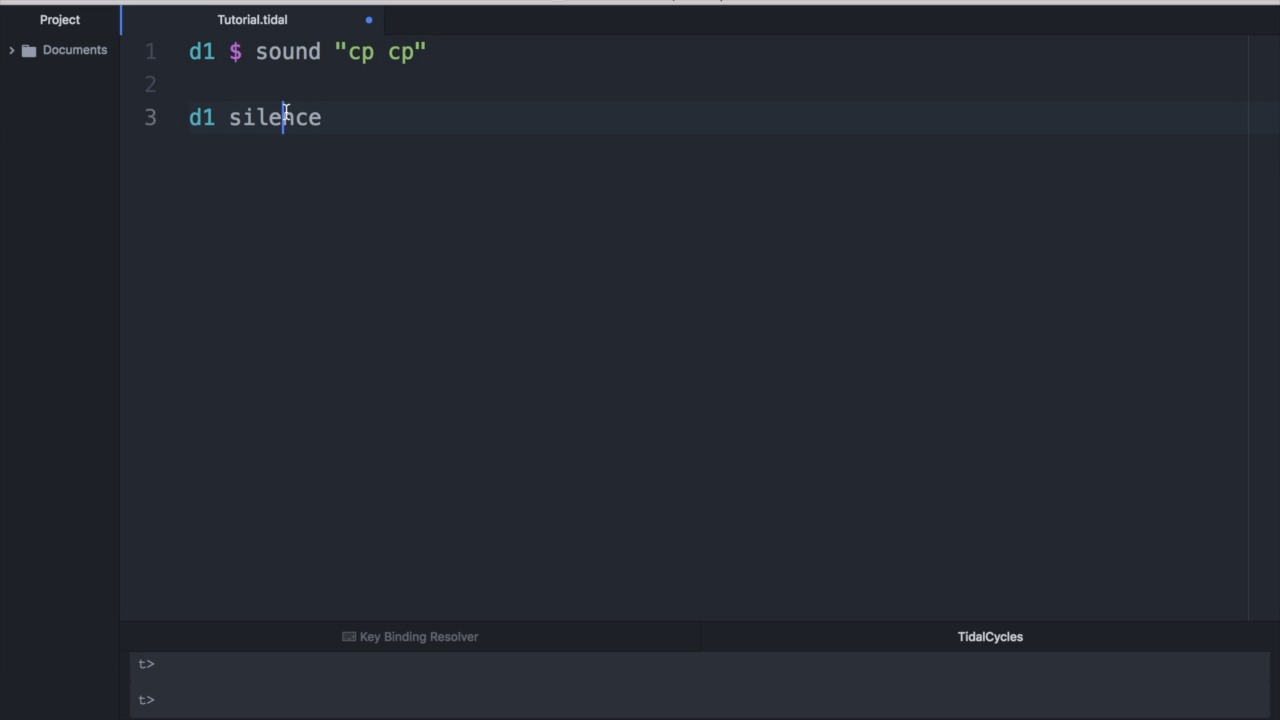 Project
Tutorial.tidal
Documents
1 d1 $ sound "cp cp"
2
3 d1 silence
Key Binding Resolver
TidalCycles
t>
t>